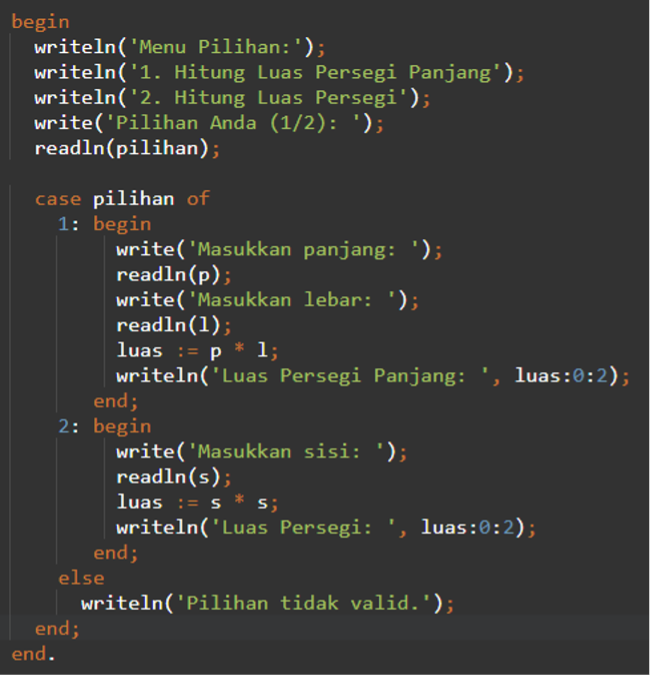 begin
writeln('Menu Pilihan:');
writeln('1. Hitung Luas Persegi Panjang');
writeln('2. Hitung Luas Persegi');
write('Pilihan Anda (1/2): ');
readln(pilihan);
case pilihan of
1: begin
write('Masukkan panjang: ');
readln(p);
write('Masukkan lebar: ');
readln(l);
luas := p * l;
writeln('Luas Persegi Panjang: ', luas:0:2);
end;
2: begin
write('Masukkan sisi: ');
readln(s);
luas := s * s;
writeln('Luas Persegi: ', luas:0:2);
end;
else
writeln('Pilihan tidak valid.');
end;
end.